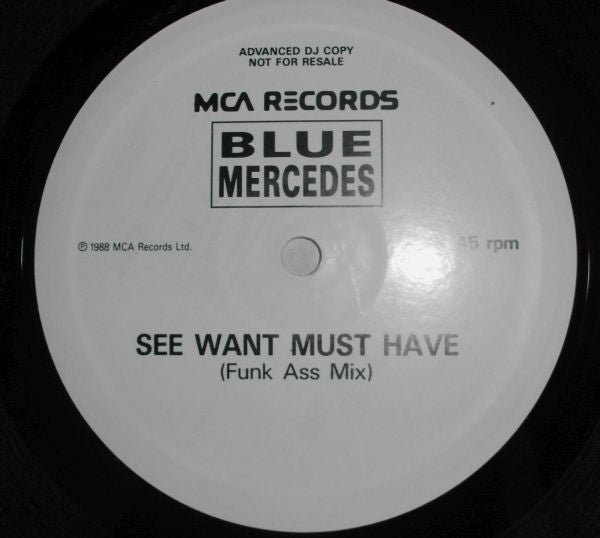 ADVANCED DJ COPY
NOT FOR RESALE
MCA RECORDS
BLUE
MERCEDES
℗ 1988 MCA Records Ltd.
45 rpm
SEE WANT MUST HAVE
(Funk Ass Mix)